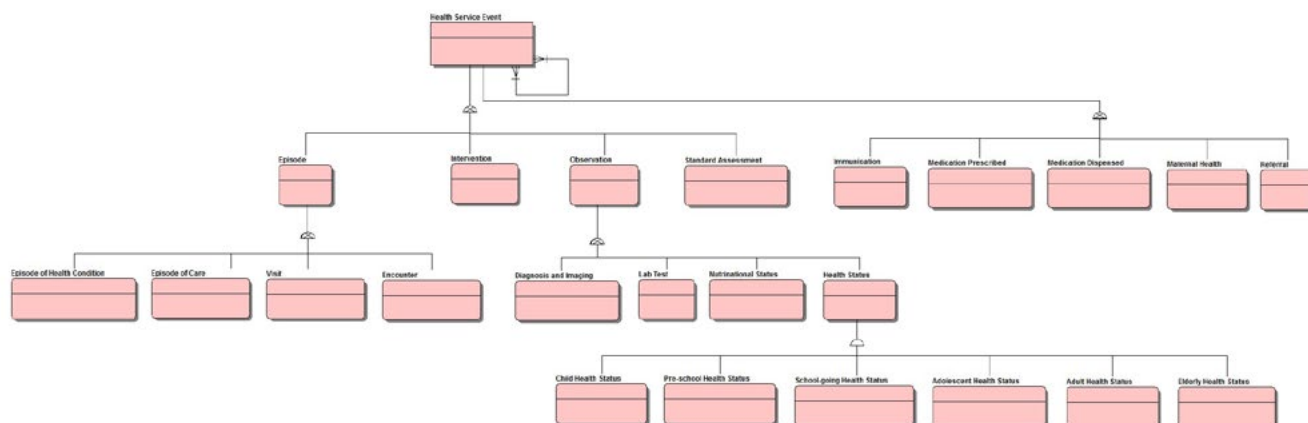 Health Service Event
Episode
Intervention
Observation
Standard Assessment
Immunisation
Medication Prescribed
Medication Dispensed
Maternal Health
Referral
Episode of Health Condition
Episode of Care
Visit
Encounter
Diagnosis and Imaging
Lab Test
Nutrinational Status
Health Status
Child Health Status
Pre-school Health Status
School-going Health Status
Adolescent Health Status
Adult Health Status
Elderly Health Status